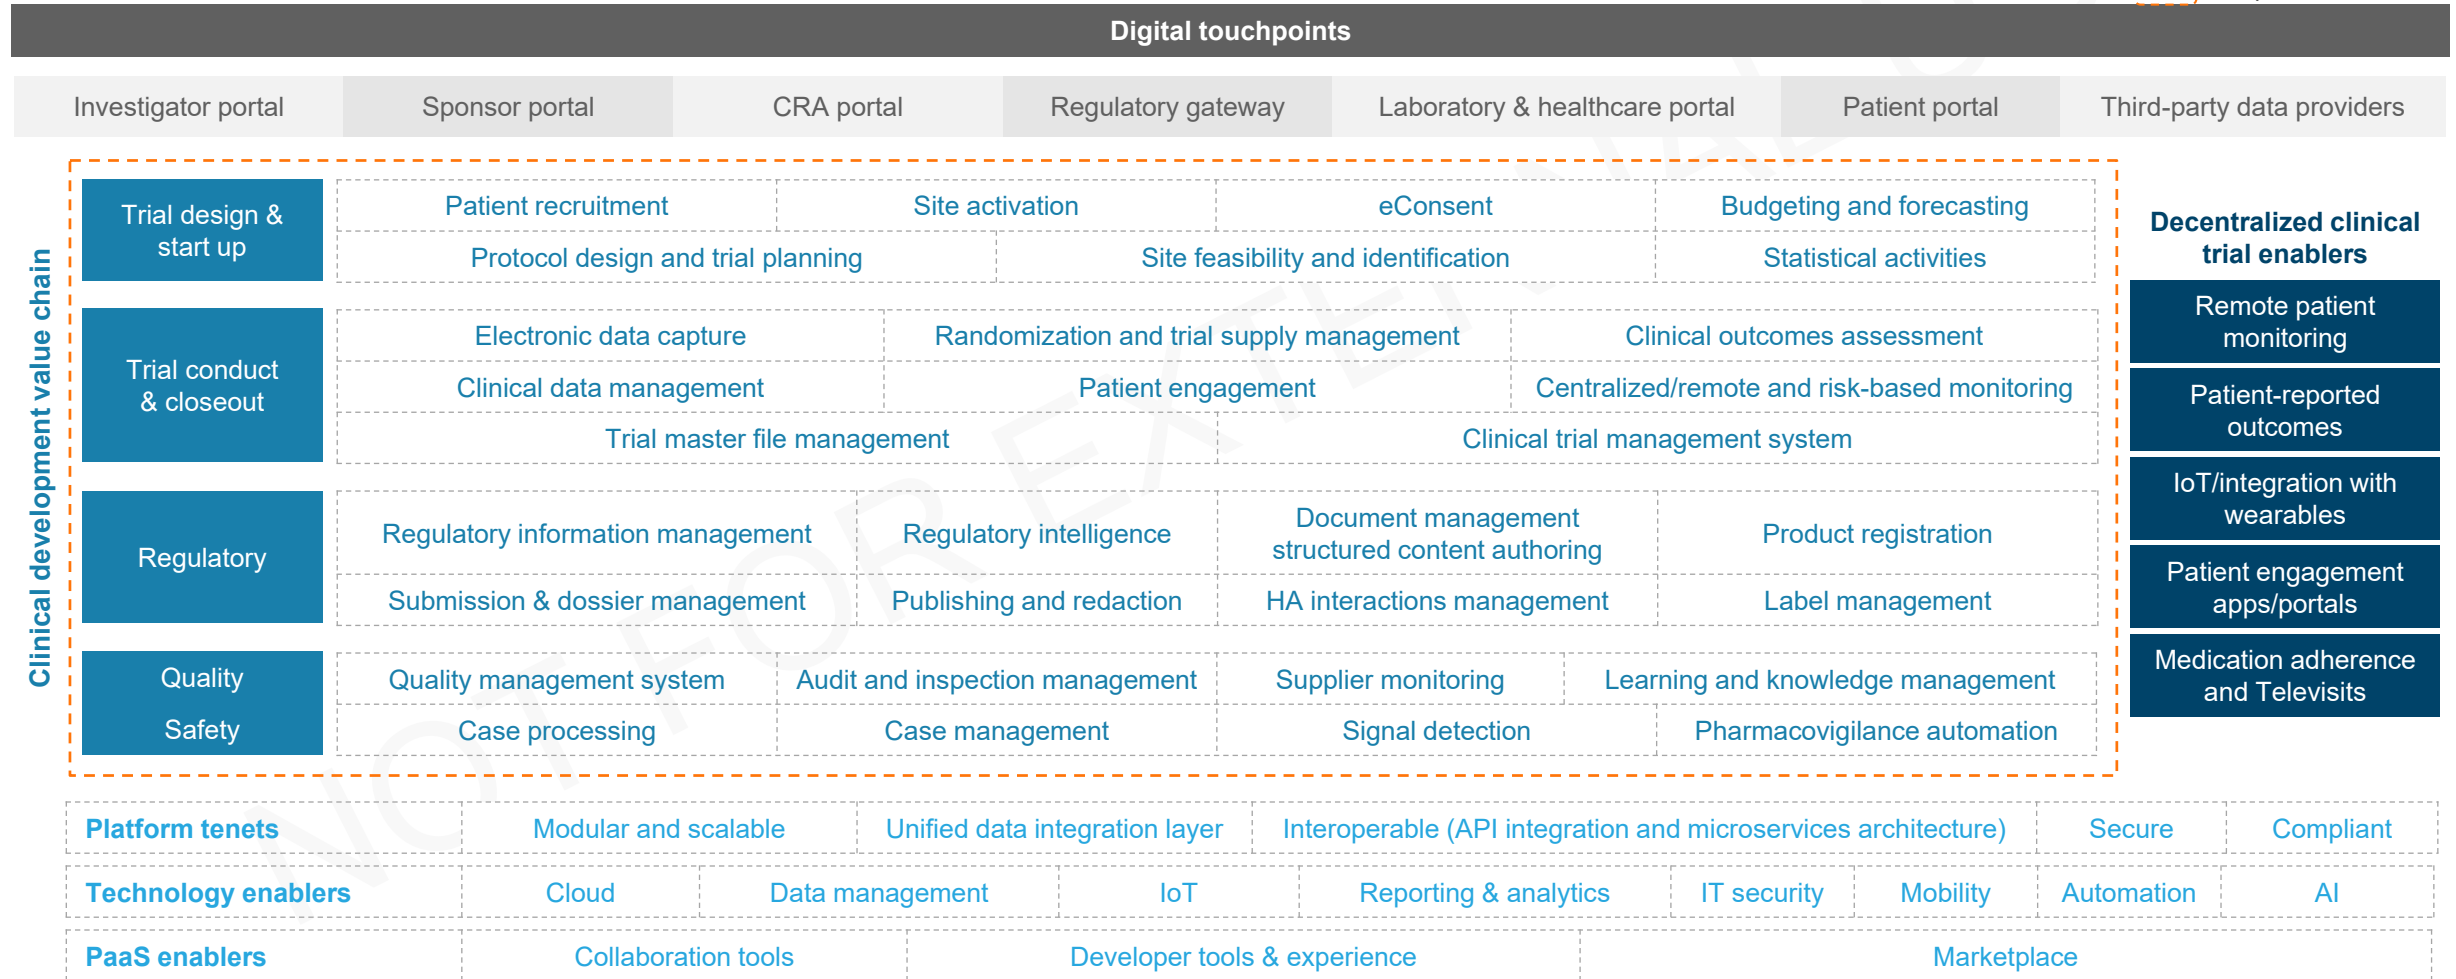 Digital touchpoints
Investigator portal
Sponsor portal
CRA portal
Regulatory gateway
Laboratory & healthcare portal
Patient portal
Third-party data providers
Clinical development value chain
Trial design &
start up
Patient recruitment
Site activation
eConsent
Budgeting and forecasting
Protocol design and trial planning
Site feasibility and identification
Statistical activities
Trial conduct
& closeout
Electronic data capture
Randomization and trial supply management
Clinical outcomes assessment
Clinical data management
Patient engagement
Centralized/remote and risk-based monitoring
Trial master file management
Clinical trial management system
Regulatory
Regulatory information management
Regulatory intelligence
Document management
structured content authoring
Product registration
Submission & dossier management
Publishing and redaction
HA interactions management
Label management
Quality
Quality management system
Audit and inspection management
Supplier monitoring
Learning and knowledge management
Safety
Case processing
Case management
Signal detection
Pharmacovigilance automation
Decentralized clinical
trial enablers
Remote patient
monitoring
Patient-reported
outcomes
IoT/integration with
wearables
Patient engagement
apps/portals
Medication adherence
and Televisits
Platform tenets
Modular and scalable
Unified data integration layer
Interoperable (API integration and microservices architecture)
Secure
Compliant
Technology enablers
Cloud
Data management
IoT
Reporting & analytics
IT security
Mobility
Automation
AI
PaaS enablers
Collaboration tools
Developer tools & experience
Marketplace
NOT FOR EXTERNAL